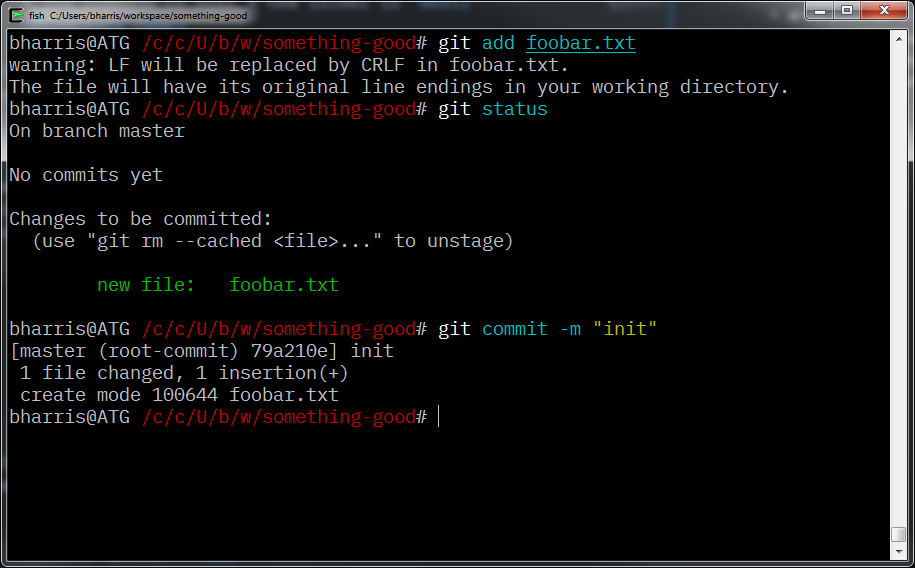 fish C:/Users/bharris/workspace/something-good
bharris@ATG /c/c/U/b/w/something-good# git add foobar.txt
warning: LF will be replaced by CRLF in foobar.txt.
The file will have its original line endings in your working directory.
bharris@ATG /c/c/U/b/w/something-good# git status
On branch master
No commits yet
Changes to be committed:
  (use "git rm --cached <file>..." to unstage)
        new file:   foobar.txt
bharris@ATG /c/c/U/b/w/something-good# git commit -m "init"
[master (root-commit) 79a210e] init
 1 file changed, 1 insertion(+)
 create mode 100644 foobar.txt
bharris@ATG /c/c/U/b/w/something-good#